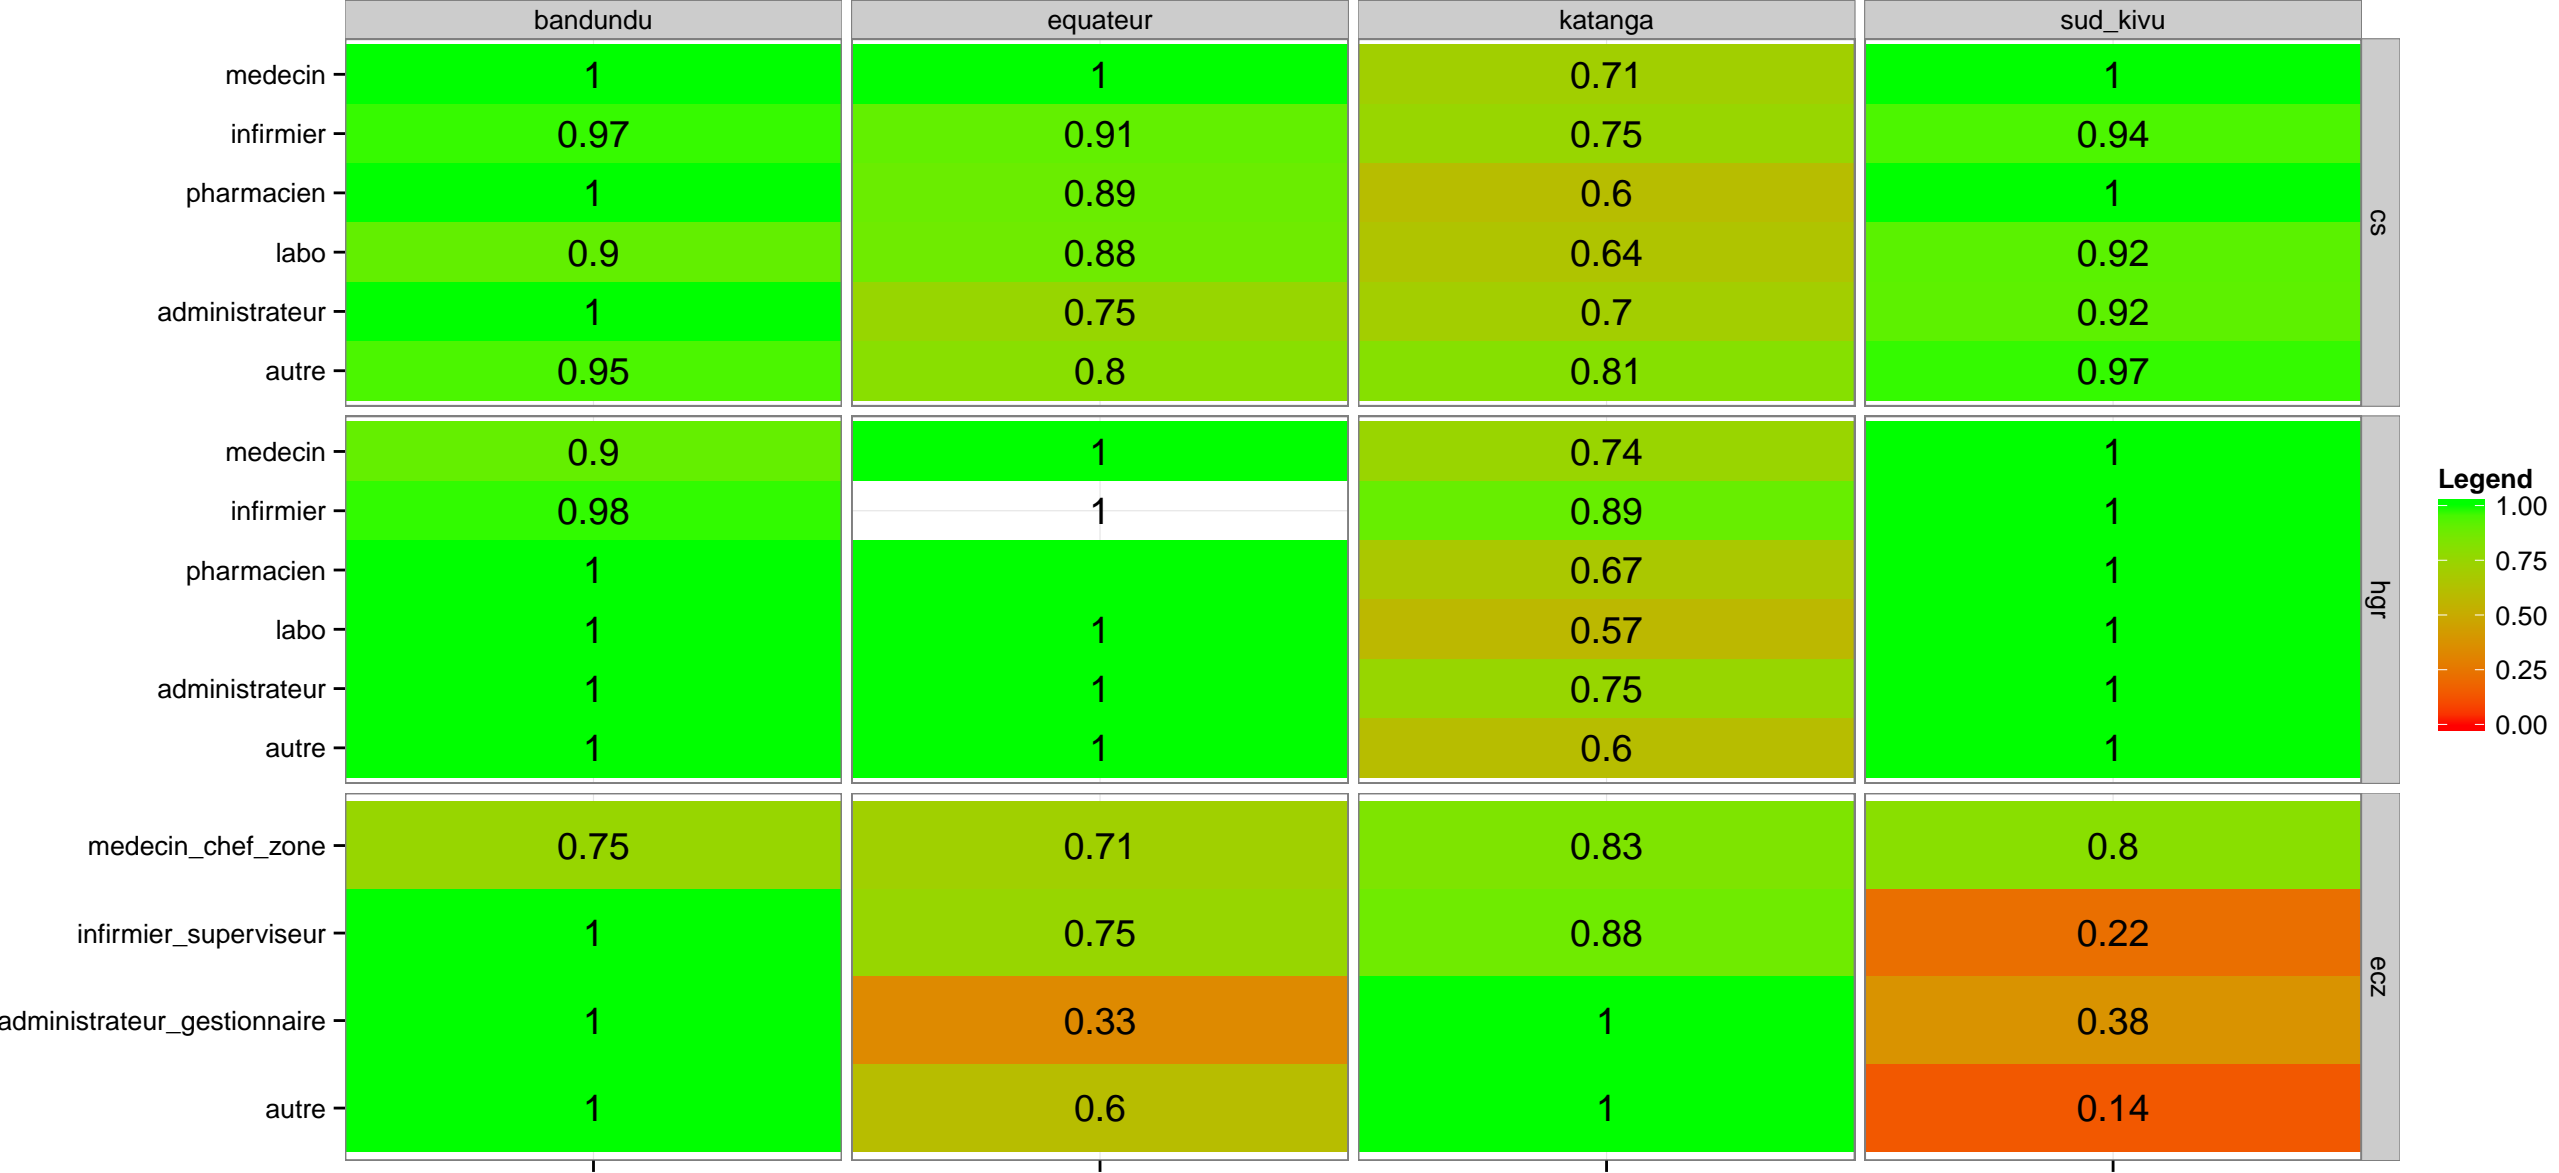 bandundu equateur katanga sud_kivu
medecin 1 1 0.71 1
infirmier 0.97 0.91 0.75 0.94
pharmacien 1 0.89 0.6 1
labo 0.9 0.88 0.64 0.92
administrateur 1 0.75 0.7 0.92
autre 0.95 0.8 0.81 0.97
cs
medecin 0.9 1 0.74 1
infirmier 0.98 1 0.89 1
pharmacien 1 0.67 1
labo 1 1 0.57 1
administrateur 1 1 0.75 1
autre 1 1 0.6 1
hgr
medecin_chef_zone 0.75 0.71 0.83 0.8
infirmier_superviseur 1 0.75 0.88 0.22
administrateur_gestionnaire 1 0.33 1 0.38
autre 1 0.6 1 0.14
ecz
Legend
1.00
0.75
0.50
0.25
0.00